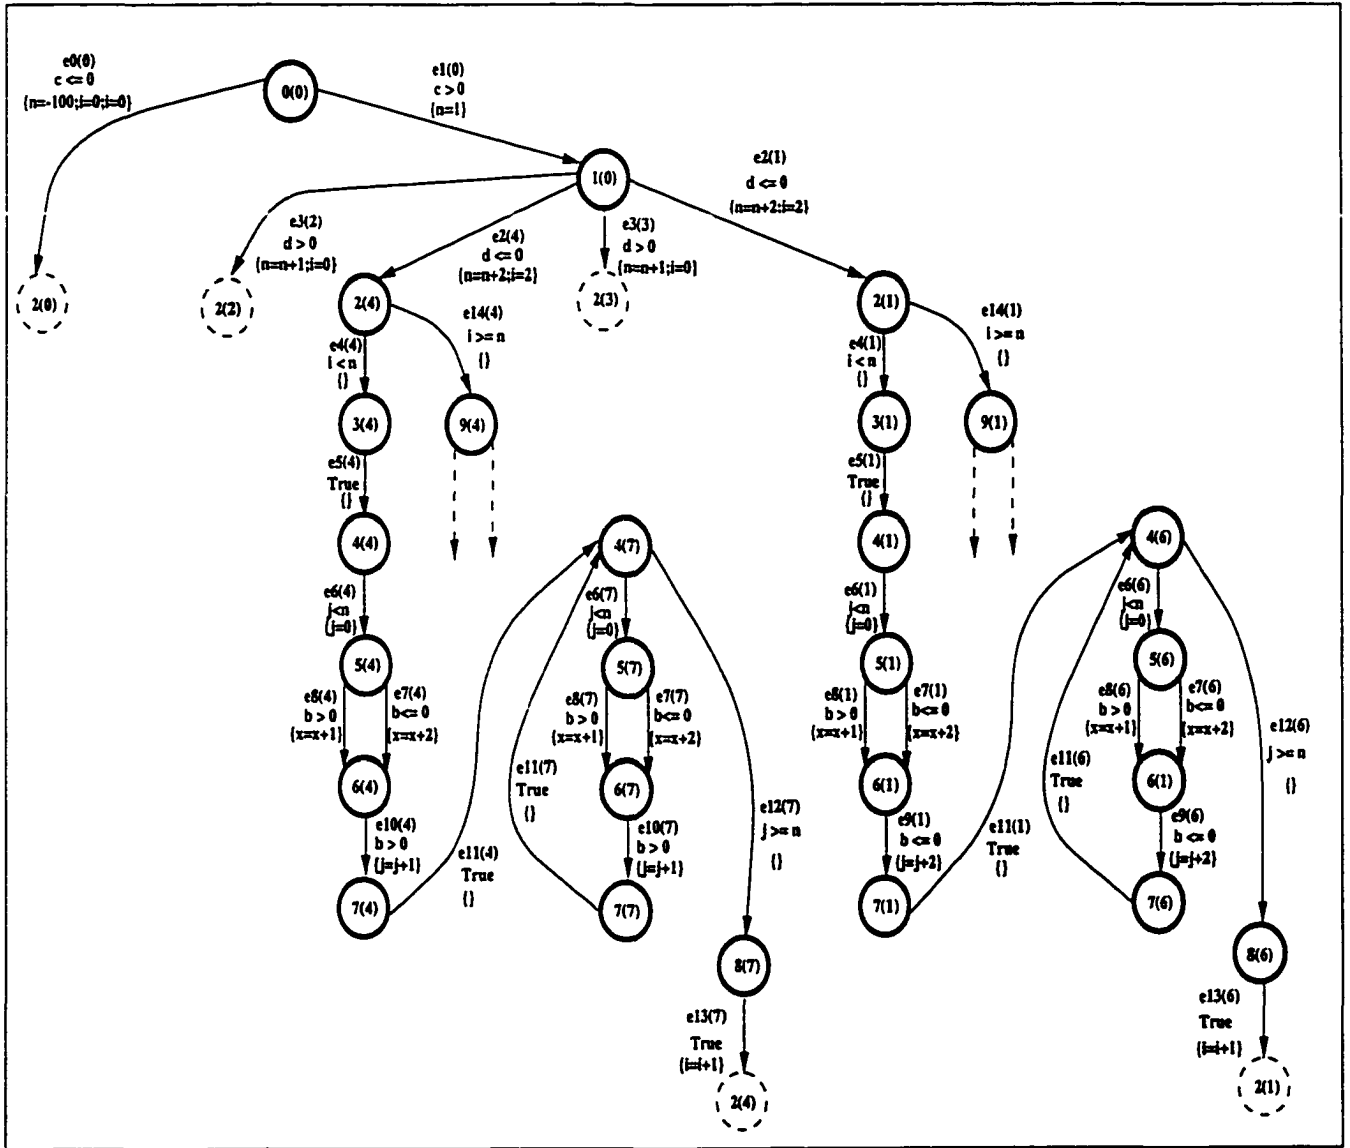 e0(0)
c <= 0
{n=-100;i=0;i=0}
0(0)
e1(0)
c > 0
{n=1}
1(0)
e2(1)
d <= 0
{n=n+2;i=2}
e3(2)
d > 0
{n=n+1;i=0}
e2(4)
d <= 0
{n=n+2;i=2}
e3(3)
d > 0
{n=n+1;i=0}
2(0)
2(2)
2(4)
2(3)
2(1)
e14(4)
i >= n
{}
e4(4)
i < n
{}
e14(1)
i >= n
{}
e4(1)
i < n
{}
3(4)
9(4)
3(1)
9(1)
e5(4)
True
{}
e5(1)
True
{}
4(4)
4(7)
4(1)
4(6)
e6(4)
j<n
{j=0}
e6(7)
j<n
{j=0}
e6(1)
j<n
{j=0}
e6(6)
j<n
{j=0}
5(4)
5(7)
5(1)
5(6)
e8(4)
b > 0
{x=x+1}
e7(4)
b<= 0
{x=x+2}
e8(7)
b > 0
{x=x+1}
e7(7)
b<= 0
{x=x+2}
e8(1)
b > 0
{x=x+1}
e7(1)
b<= 0
{x=x+2}
e8(6)
b > 0
{x=x+1}
e7(6)
b<= 0
{x=x+2}
e12(6)
j >= n
{}
e11(7)
True
{}
e11(6)
True
{}
6(4)
6(7)
6(1)
6(1)
e10(4)
b > 0
{j=j+1}
e11(4)
True
{}
e10(7)
b > 0
{j=j+1}
e12(7)
j >= n
{}
e9(1)
b <= 0
{j=j+2}
e11(1)
True
{}
e9(6)
b <= 0
{j=j+2}
7(4)
7(7)
7(1)
7(6)
8(7)
8(6)
e13(7)
True
{i=i+1}
e13(6)
True
{i=i+1}
2(4)
2(1)